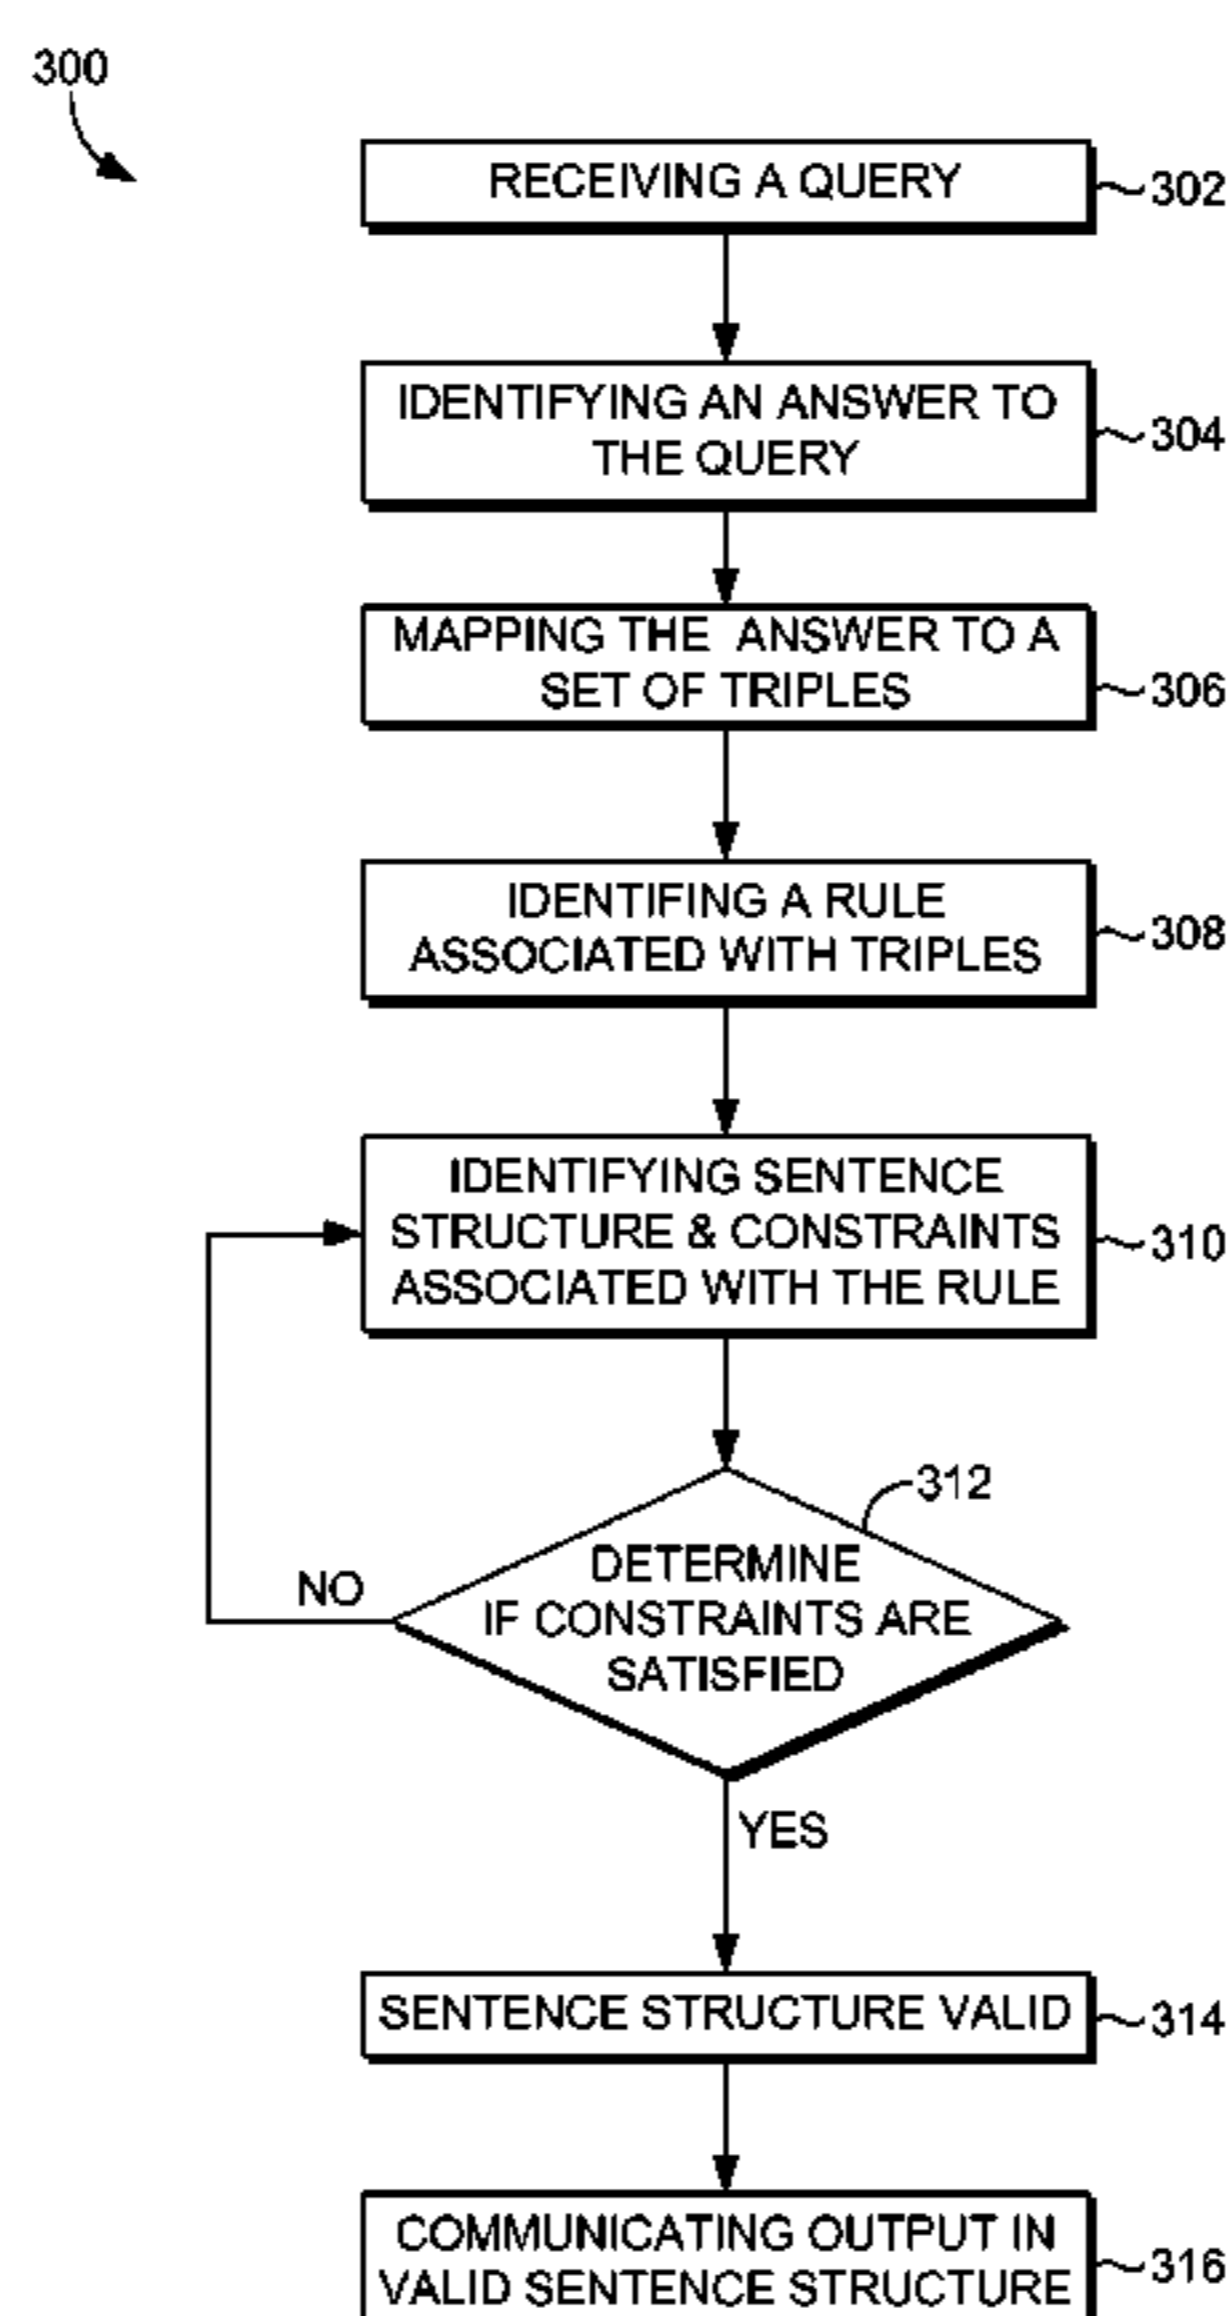 300
RECEIVING A QUERY
302
IDENTIFYING AN ANSWER TO
THE QUERY
304
MAPPING THE ANSWER TO A
SET OF TRIPLES
306
IDENTIFING A RULE
ASSOCIATED WITH TRIPLES
308
IDENTIFYING SENTENCE
STRUCTURE & CONSTRAINTS
ASSOCIATED WITH THE RULE
310
312
DETERMINE
IF CONSTRAINTS ARE
SATISFIED
NO
YES
SENTENCE STRUCTURE VALID
314
COMMUNICATING OUTPUT IN
VALID SENTENCE STRUCTURE
316